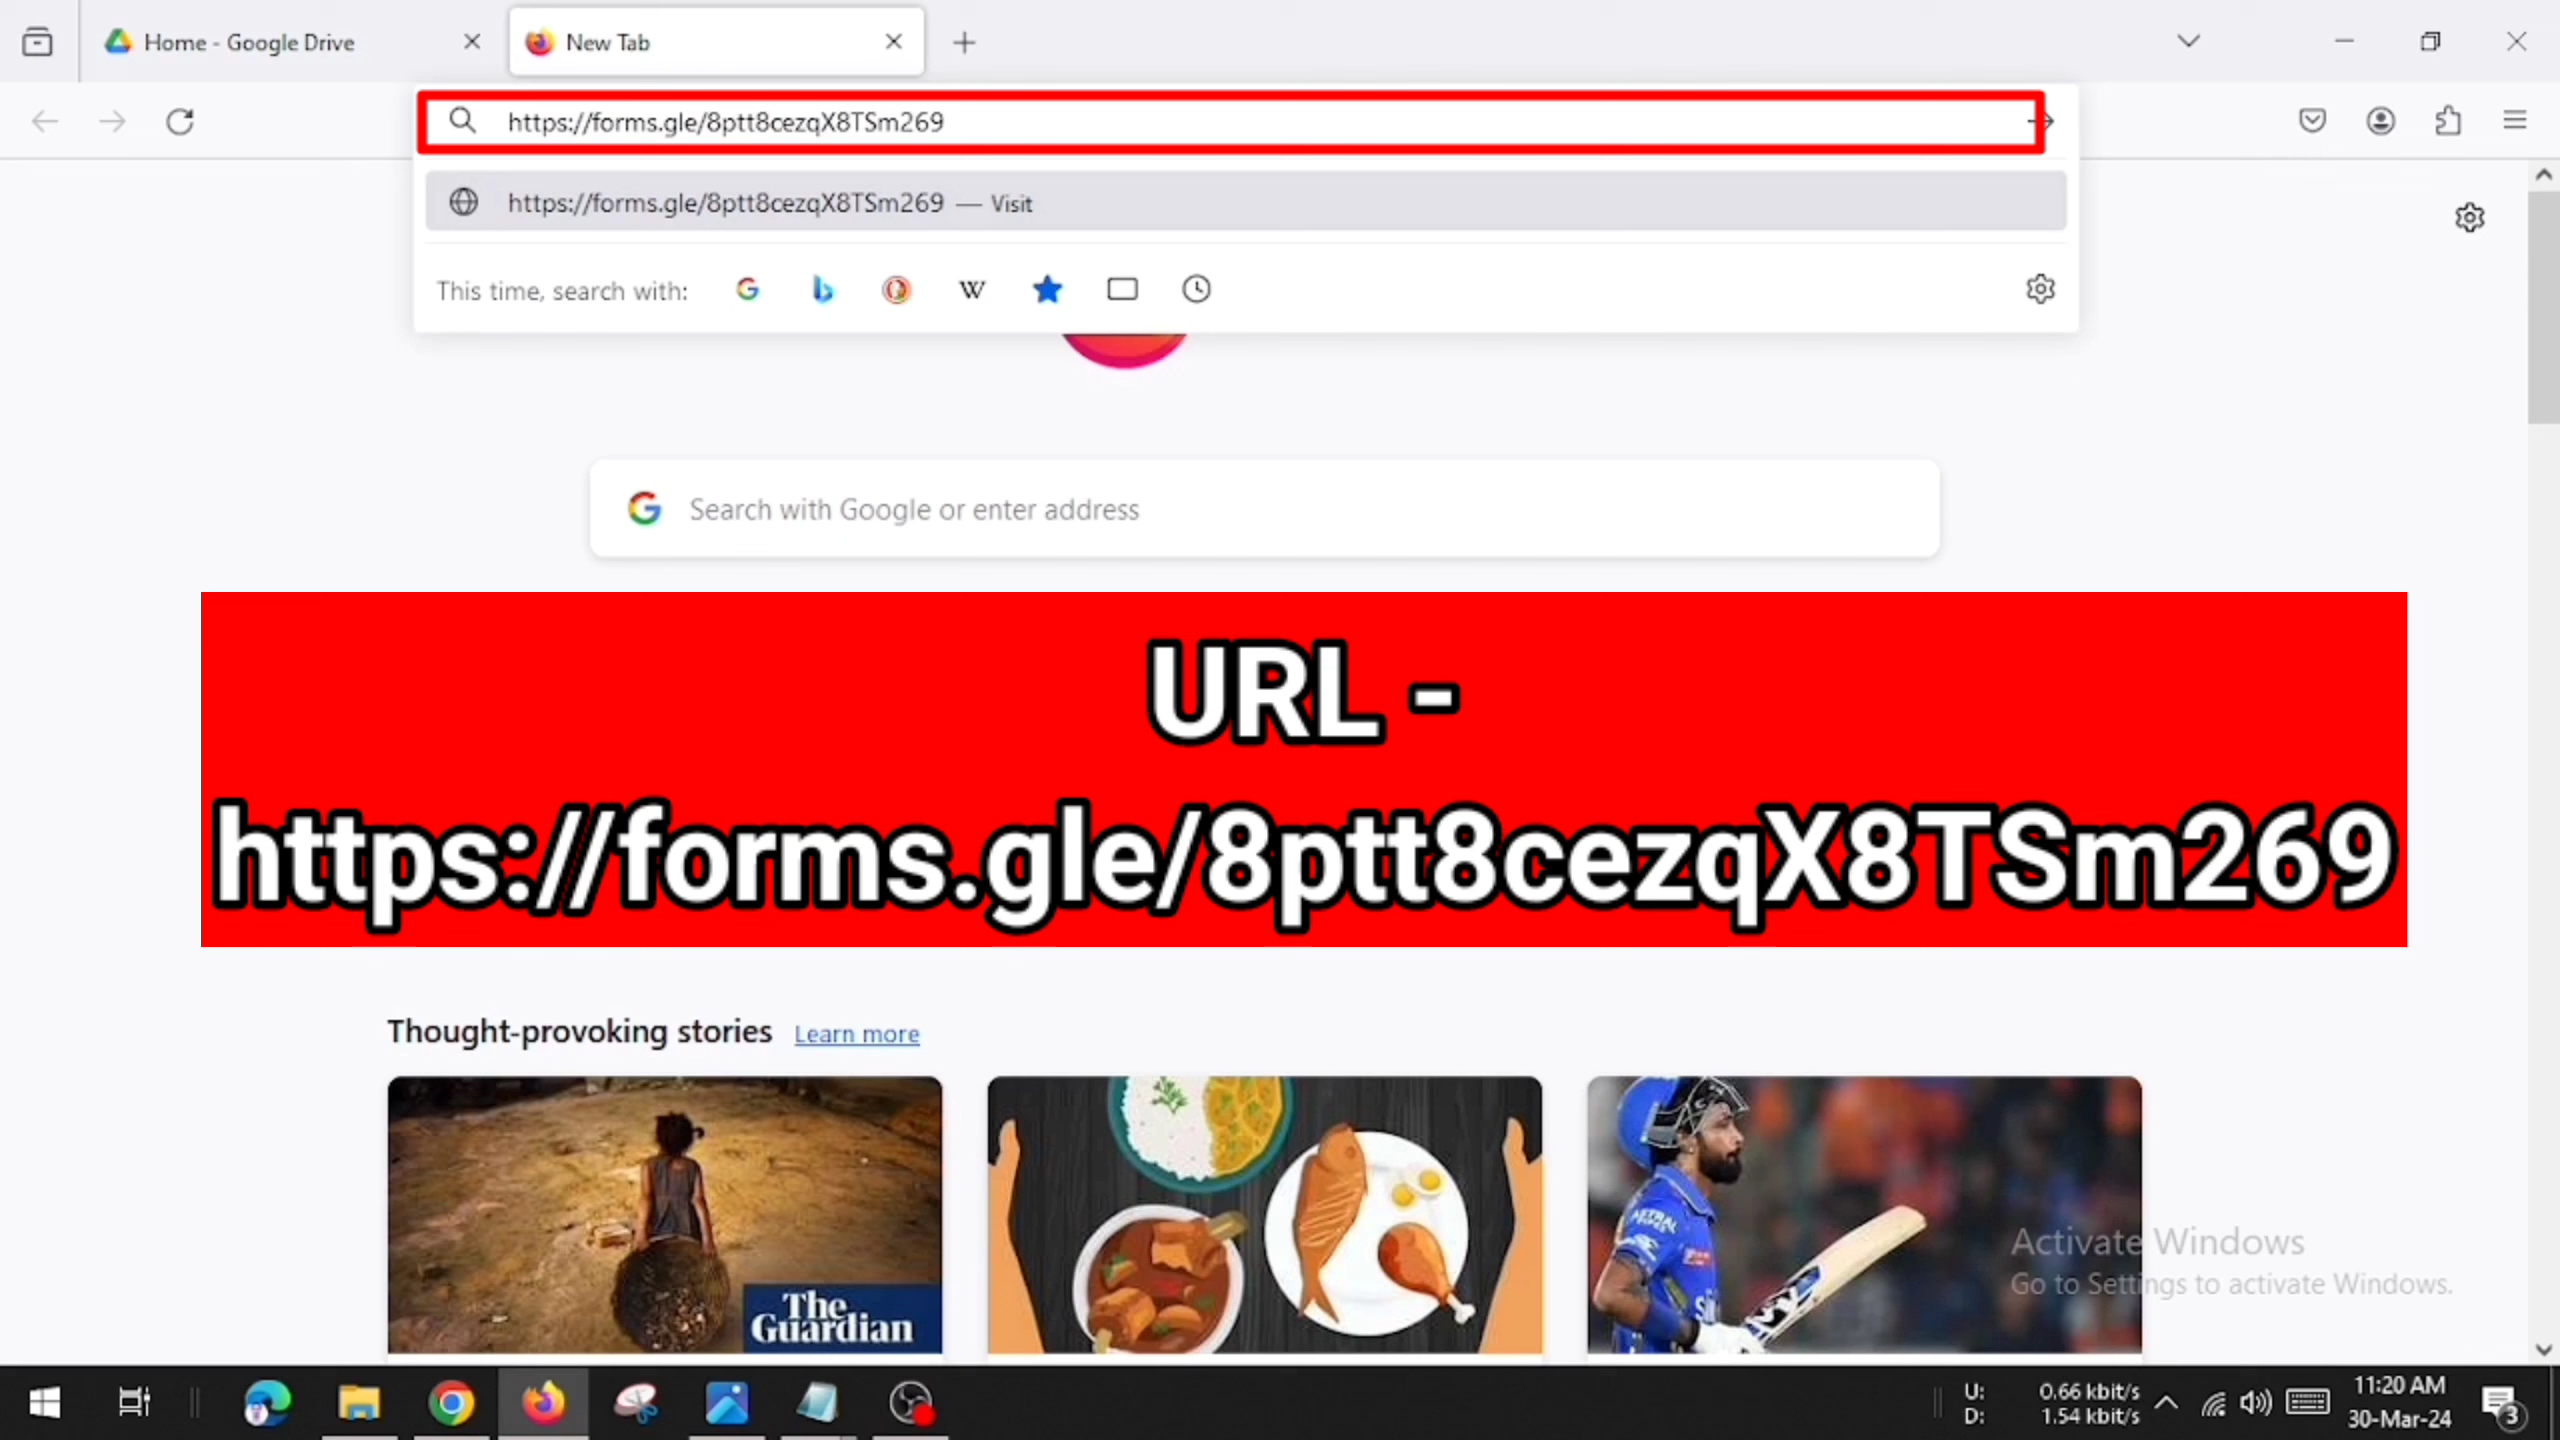 Home - Google Drive
New Tab
https://forms.gle/8ptt8cezqX8TSm269
https://forms.gle/8ptt8cezqX8TSm269 — Visit
This time, search with:
W
Search with Google or enter address
URL -
https://forms.gle/8ptt8cezqX8TSm269
Thought-provoking stories Learn more
The
Guardian
ASTRAL
Activate Windows
Go to Settings to activate Windows.
U: 0.66 kbit/s
D: 1.54 kbit/s
11:20 AM
30-Mar-24
3